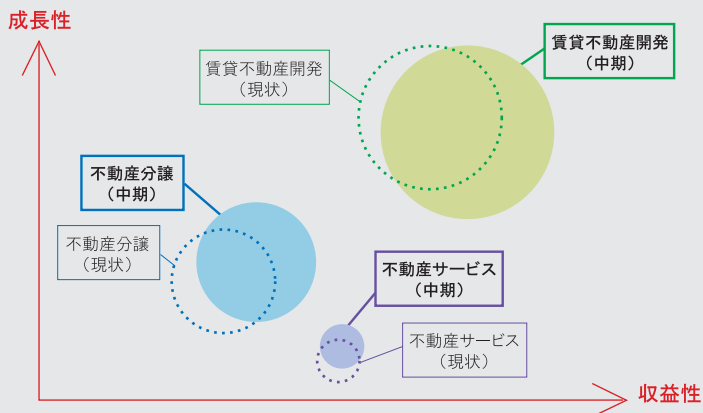 成長性
賃貸不動産開発
（中期）
賃貸不動産開発
（現状）
不動産分譲
（中期）
不動産分譲
（現状）
不動産サービス
（中期）
不動産サービス
（現状）
収益性